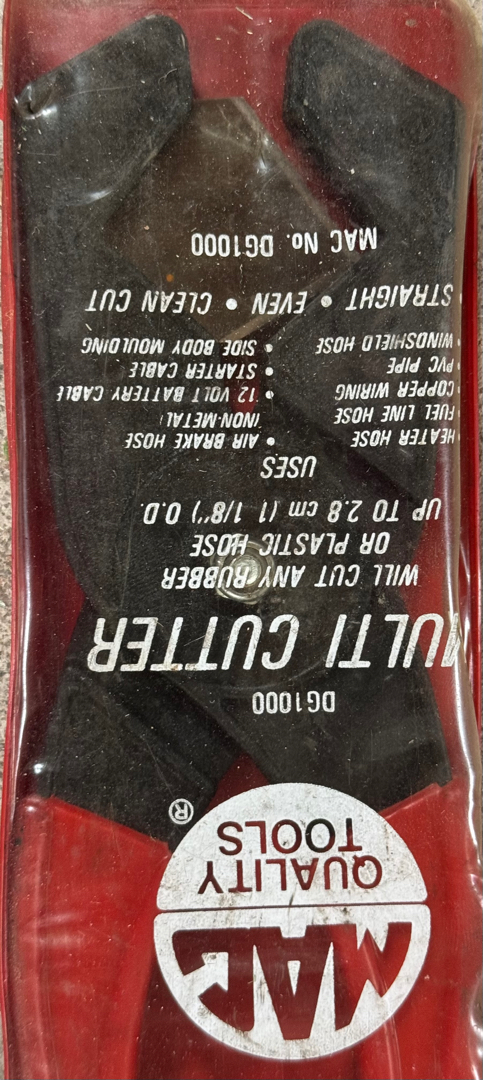 MAC
QUALITY
TOOLS
®
DG1000
MULTI CUTTER
WILL CUT ANY RUBBER
OR PLASTIC HOSE
UP TO 2.8 cm (1 1/8") O.D.
USES
• HEATER HOSE
• FUEL LINE HOSE
• COPPER WIRING
• PVC PIPE
• WINDSHIELD HOSE
• AIR BRAKE HOSE
(NON-METAL)
• 12 VOLT BATTERY CABLE
• STARTER CABLE
• SIDE BODY MOULDING
• STRAIGHT • EVEN • CLEAN CUT
MAC No. DG1000